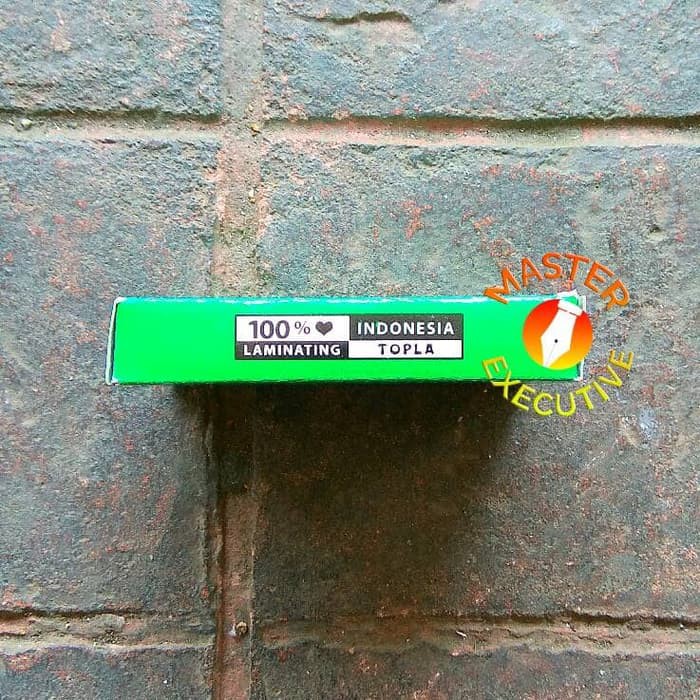 100% ❤ INDONESIA
LAMINATING TOPLA
MASTER
EXECUTIVE